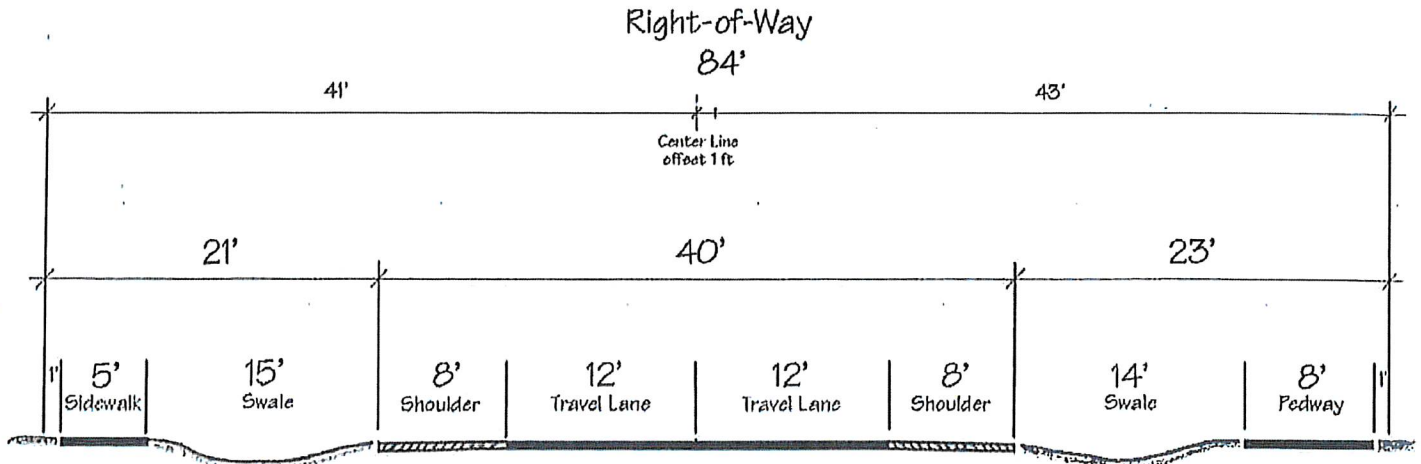 Right-of-Way
84'
41'
43'
Center Line
offset 1 ft
21'
40'
23'
1'
5'
15'
8'
12'
12'
8'
14'
8'
1'
Sidewalk
Swale
Shoulder
Travel Lane
Travel Lane
Shoulder
Swale
Pedway